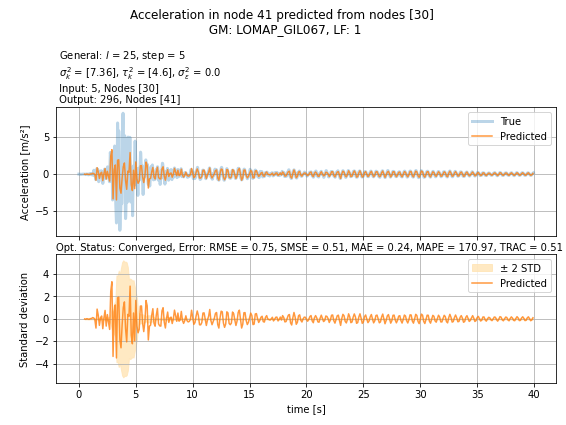 Acceleration in node 41 predicted from nodes [30]
GM: LOMAP_GIL067, LF: 1
General: l = 25, step = 5
σ²ₖ = [7.36], τ²ₖ = [4.6], σ²ε = 0.0
Input: 5, Nodes [30]
Output: 296, Nodes [41]
True
Predicted
5
0
−5
Acceleration [m/s²]
Opt. Status: Converged, Error: RMSE = 0.75, SMSE = 0.51, MAE = 0.24, MAPE = 170.97, TRAC = 0.51
± 2 STD
Predicted
4
2
0
−2
−4
Standard deviation
0 5 10 15 20 25 30 35 40
time [s]